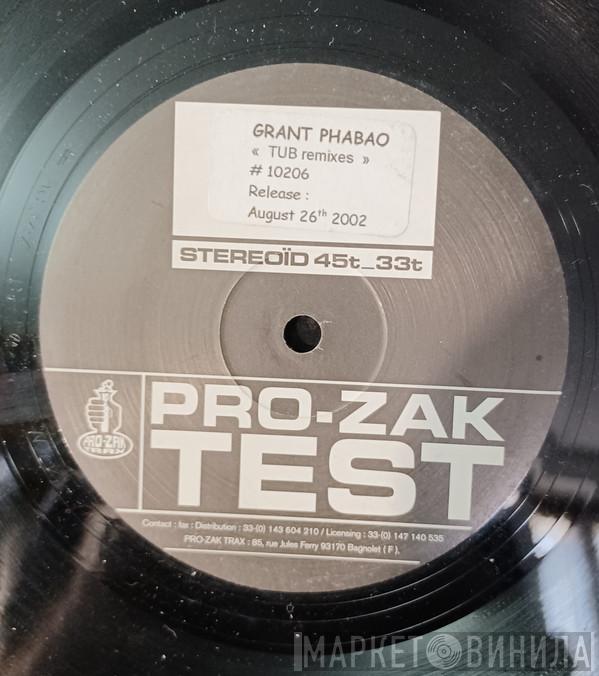 GRANT PHABAO
« TUB remixes »
# 10206
Release :
August 26th 2002
STEREOÏD 45t_33t
PRO-ZAK
TRAX
PRO-ZAK
TEST
Contact : fax : Distribution : 33-(0) 143 604 210 / Licensing : 33-(0) 147 140 535
PRO-ZAK TRAX : 85, rue Jules Ferry 93170 Bagnolet ( F ).
МАРКЕТ ВИНИЛА